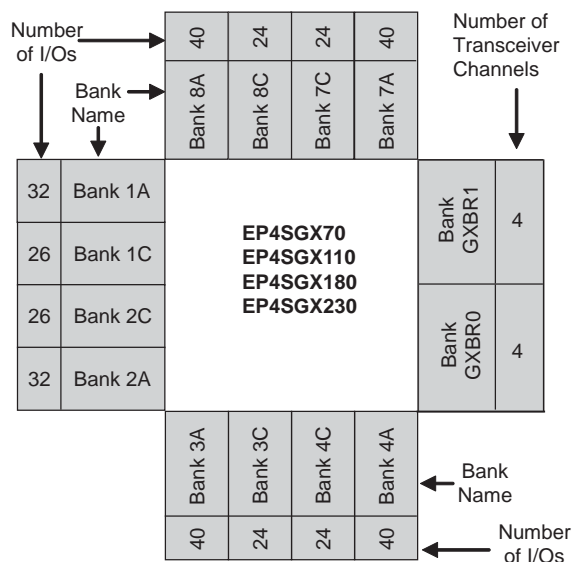 Number
of I/Os
40
24
24
40
Number of
Transceiver
Channels
Bank
Name
Bank 8A
Bank 8C
Bank 7C
Bank 7A
32
Bank 1A
26
Bank 1C
26
Bank 2C
32
Bank 2A
EP4SGX70
EP4SGX110
EP4SGX180
EP4SGX230
Bank
GXBR1
4
Bank
GXBR0
4
Bank 3A
Bank 3C
Bank 4C
Bank 4A
Bank
Name
40
24
24
40
Number
of I/Os